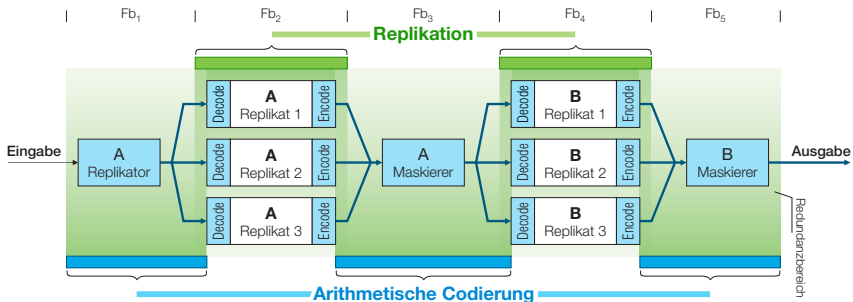 Fb₁ Fb₂ Fb₃ Fb₄ Fb₅
Replikation
Eingabe
A
Replikator
Decode
A
Replikat 1
Encode
Decode
A
Replikat 2
Encode
Decode
A
Replikat 3
Encode
A
Maskierer
Decode
B
Replikat 1
Encode
Decode
B
Replikat 2
Encode
Decode
B
Replikat 3
Encode
B
Maskierer
Ausgabe
Redundanzbereich
Arithmetische Codierung